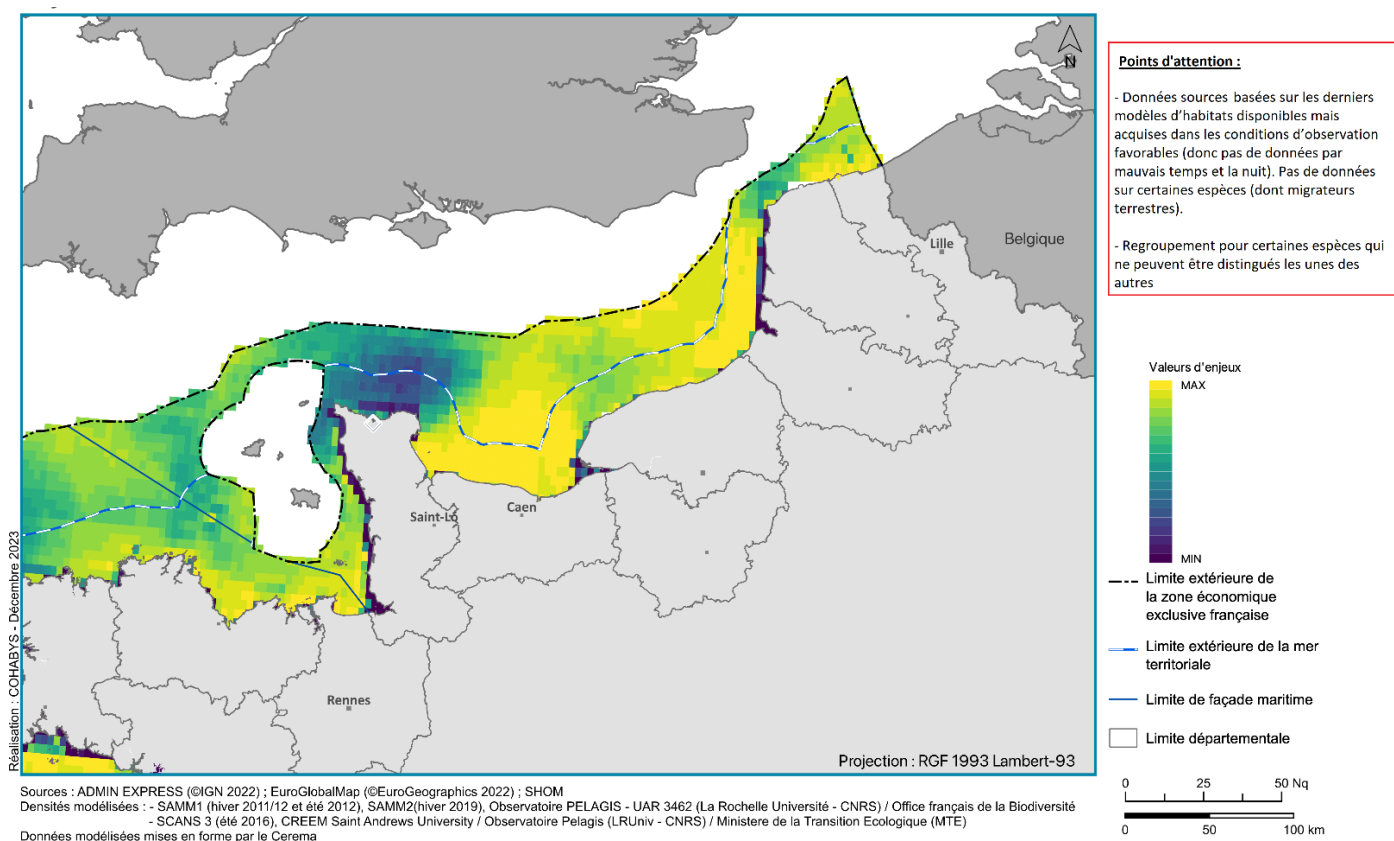 N
Belgique
Lille
Caen
Saint-Lô
Rennes
Projection : RGF 1993 Lambert-93
Réalisation : COHABYS - Décembre 2023
Points d'attention :
- Données sources basées sur les derniers
modèles d'habitats disponibles mais
acquises dans les conditions d'observation
favorables (donc pas de données par
mauvais temps et la nuit). Pas de données
sur certaines espèces (dont migrateurs
terrestres).
- Regroupement pour certaines espèces qui
ne peuvent être distingués les unes des
autres
Valeurs d'enjeux
MAX
MIN
Limite extérieure de
la zone économique
exclusive française
Limite extérieure de la mer
territoriale
Limite de façade maritime
Limite départementale
0 25 50 Nq
0 50 100 km
Sources : ADMIN EXPRESS (©IGN 2022) ; EuroGlobalMap (©EuroGeographics 2022) ; SHOM
Densités modélisées : - SAMM1 (hiver 2011/12 et été 2012), SAMM2(hiver 2019), Observatoire PELAGIS - UAR 3462 (La Rochelle Université - CNRS) / Office français de la Biodiversité
- SCANS 3 (été 2016), CREEM Saint Andrews University / Observatoire Pelagis (LRUniv - CNRS) / Ministere de la Transition Ecologique (MTE)
Données modélisées mises en forme par le Cerema